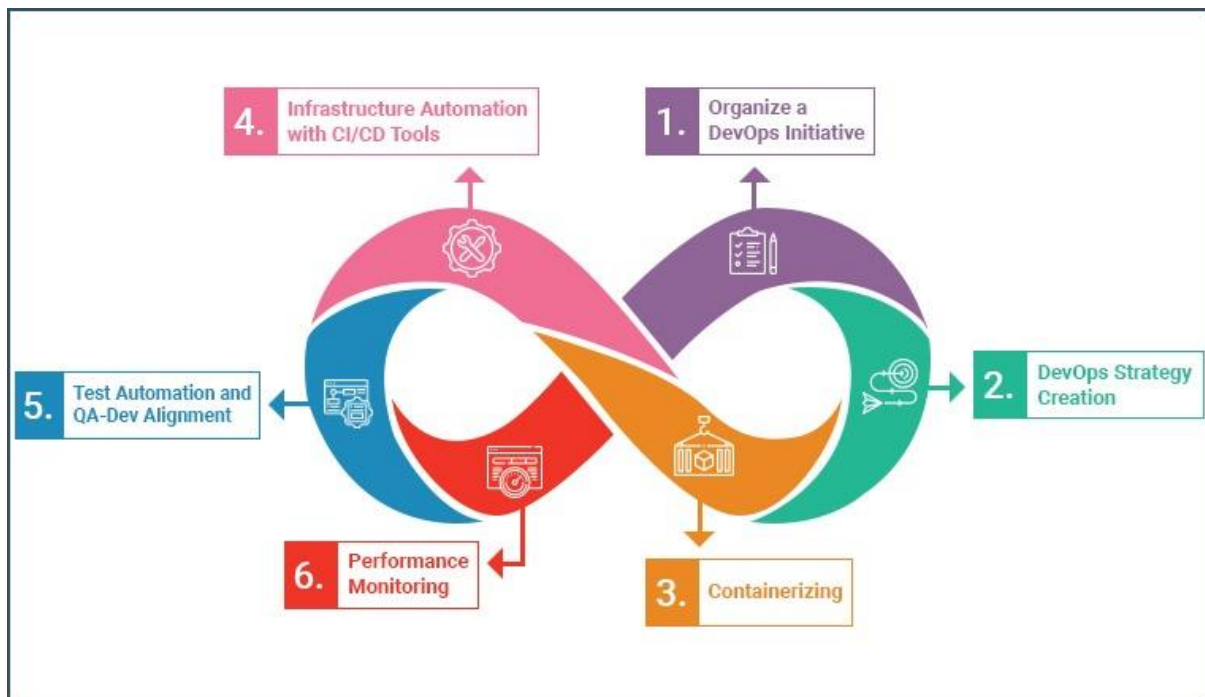 4.
Infrastructure Automation
with CI/CD Tools
1.
Organize a
DevOps Initiative
5.
Test Automation and
QA-Dev Alignment
2.
DevOps Strategy
Creation
6.
Performance
Monitoring
3.
Containerizing